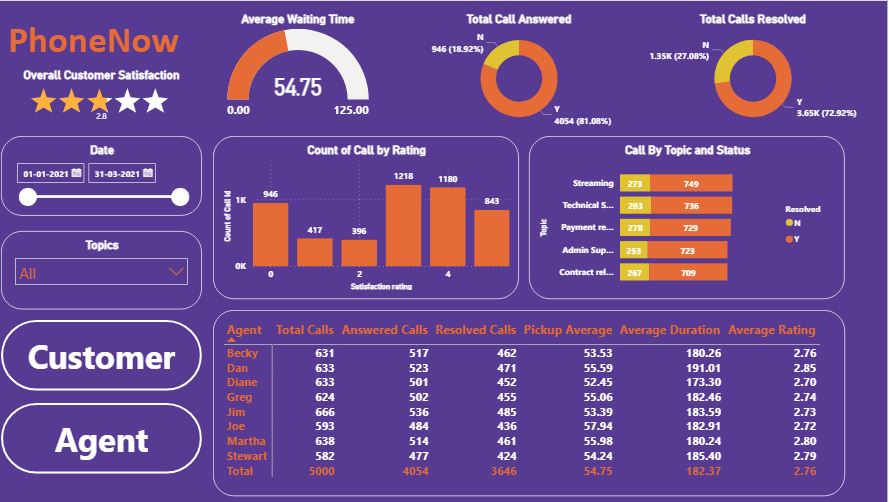 PhoneNow
Overall Customer Satisfaction
2.8
Average Waiting Time
54.75
0.00 125.00
Total Call Answered
N
946 (18.92%)
Y
4054 (81.08%)
Total Calls Resolved
N
1.35K (27.08%)
Y
3.65K (72.92%)
Date
01-01-2021 31-03-2021
Topics
All
Customer
Agent
Count of Call by Rating
Count of Call Id
1K
0K
946
417
396
1218
1180
843
0 2 4
Satisfaction rating
Call By Topic and Status
Topic
Streaming 273 749
Technical S... 283 736
Payment re... 278 729
Admin Sup... 253 723
Contract rel... 267 709
Resolved
N
Y
Agent Total Calls Answered Calls Resolved Calls Pickup Average Average Duration Average Rating
Becky 631 517 462 53.53 180.26 2.76
Dan 633 523 471 55.59 191.01 2.85
Diane 633 501 452 52.45 173.30 2.70
Greg 624 502 455 55.06 182.46 2.74
Jim 666 536 485 53.39 183.59 2.73
Joe 593 484 436 57.94 182.91 2.72
Martha 638 514 461 55.98 180.24 2.80
Stewart 582 477 424 54.24 185.40 2.79
Total 5000 4054 3646 54.75 182.37 2.76